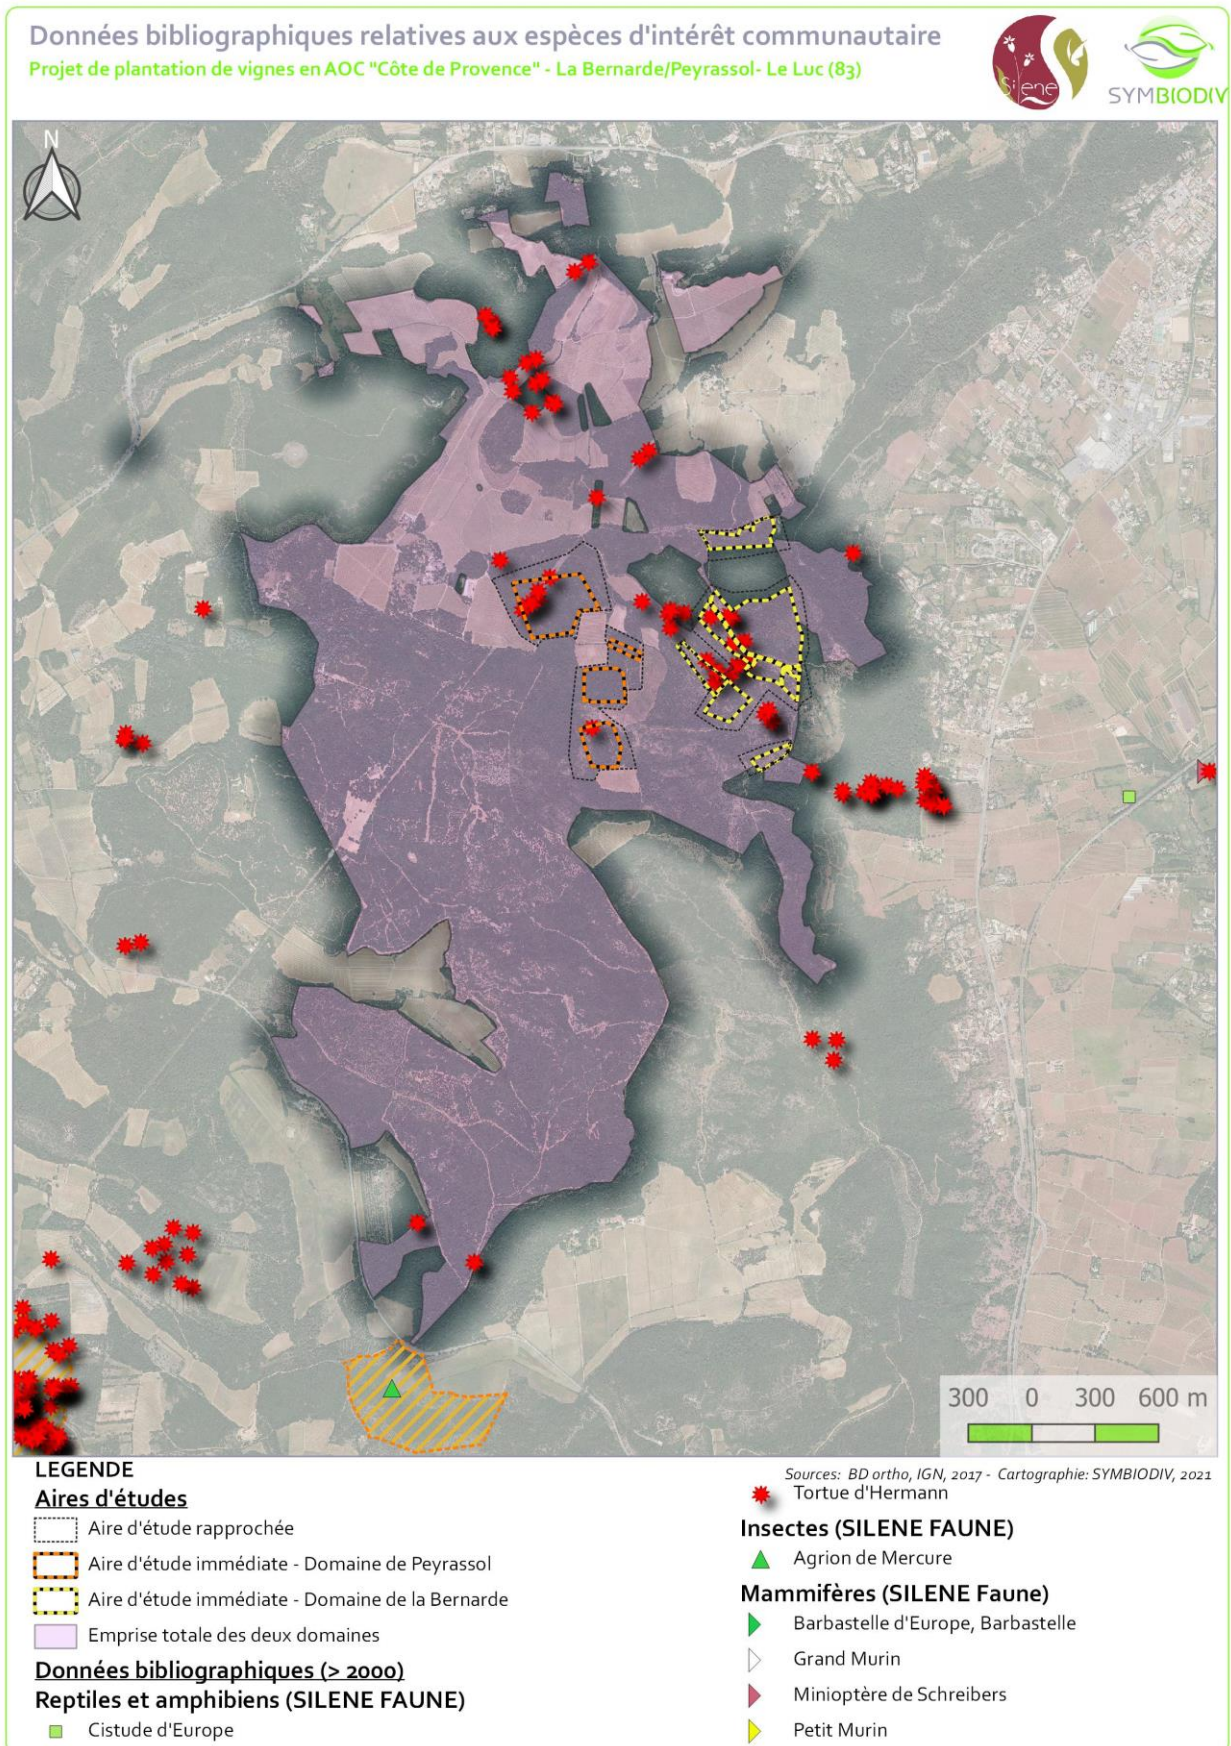 Données bibliographiques relatives aux espèces d'intérêt communautaire
Projet de plantation de vignes en AOC "Côte de Provence" - La Bernarde/Peyrassol- Le Luc (83)
Silene
SYMBIODIV
N
300 0 300 600 m
Sources: BD ortho, IGN, 2017 - Cartographie: SYMBIODIV, 2021
LEGENDE
Aires d'études
Aire d'étude rapprochée
Aire d'étude immédiate - Domaine de Peyrassol
Aire d'étude immédiate - Domaine de la Bernarde
Emprise totale des deux domaines
Données bibliographiques (> 2000)
Reptiles et amphibiens (SILENE FAUNE)
Cistude d'Europe
Tortue d'Hermann
Insectes (SILENE FAUNE)
Agrion de Mercure
Mammifères (SILENE Faune)
Barbastelle d'Europe, Barbastelle
Grand Murin
Minioptère de Schreibers
Petit Murin